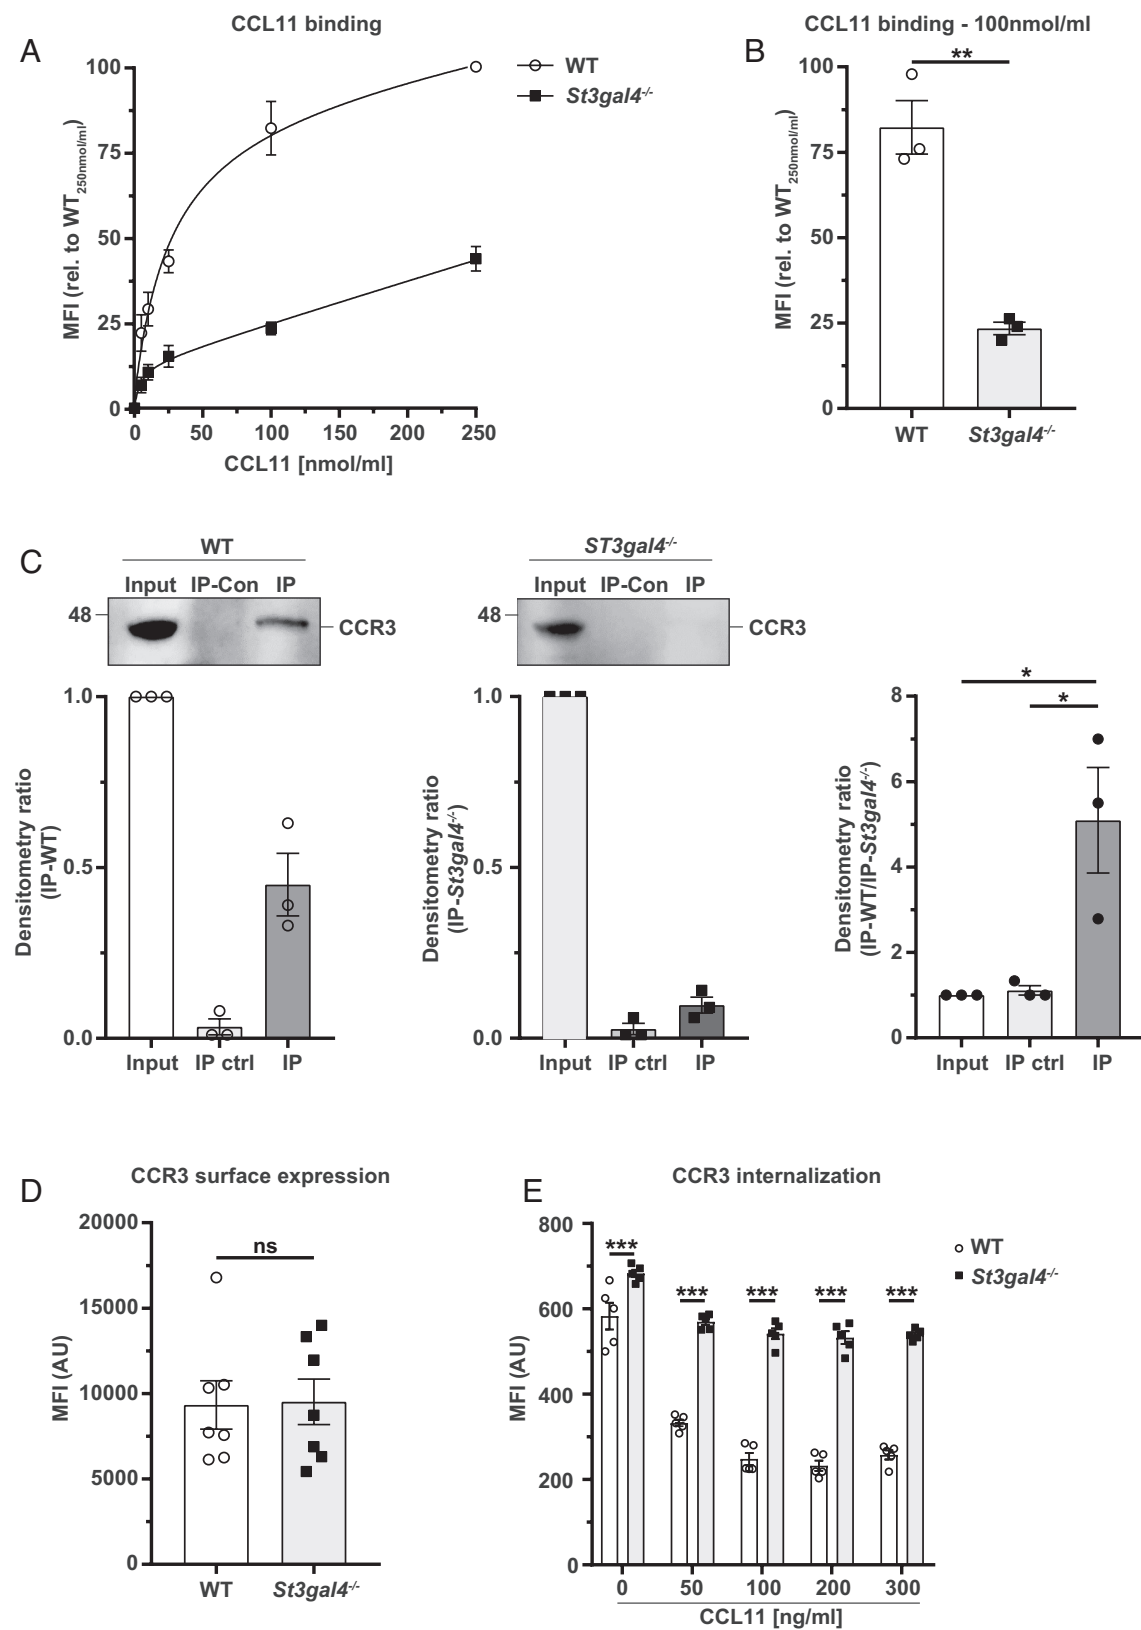 A
CCL11 binding
WT
St3gal4-/-
MFI (rel. to WT250nmol/ml)
100
75
50
25
0
0 50 100 150 200 250
CCL11 [nmol/ml]
B
CCL11 binding - 100nmol/ml
**
MFI (rel. to WT250nmol/ml)
100
75
50
25
0
WT St3gal4-/-
C
WT
Input IP-Con IP
48
CCR3
Densitometry ratio
(IP-WT)
1.0
0.5
0.0
Input IP ctrl IP
ST3gal4-/-
Input IP-Con IP
48
CCR3
Densitometry ratio
(IP-St3gal4-/-)
1.0
0.5
0.0
Input IP ctrl IP
*
*
Densitometry ratio
(IP-WT/IP-St3gal4-/-)
8
6
4
2
0
Input IP ctrl IP
D
CCR3 surface expression
ns
MFI (AU)
20000
15000
10000
5000
0
WT St3gal4-/-
E
CCR3 internalization
WT
St3gal4-/-
*** *** *** *** ***
MFI (AU)
800
600
400
200
0
0 50 100 200 300
CCL11 [ng/ml]